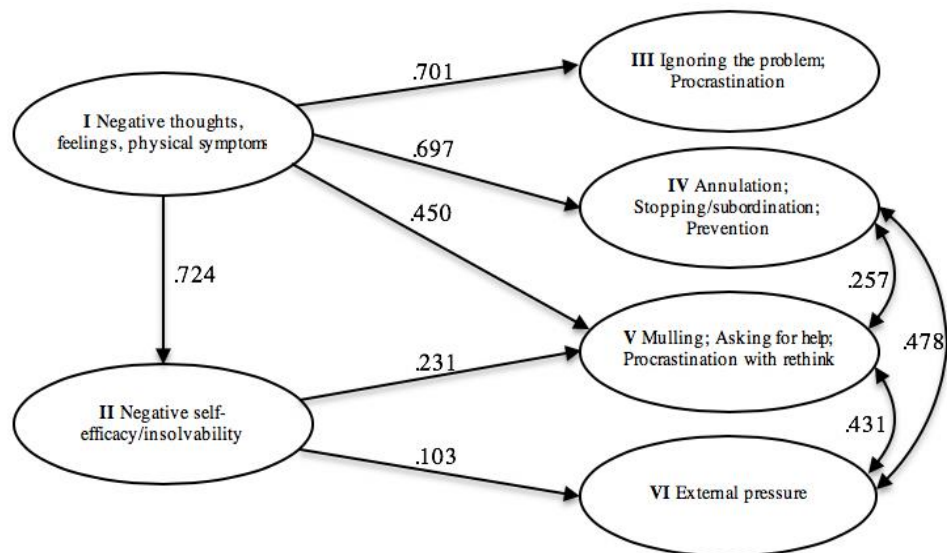 III Ignoring the problem;
Procrastination
.701
I Negative thoughts,
feelings, physical symptoms
.697
IV Annulation;
Stopping/subordination;
Prevention
.450
.724
.257
V Mulling; Asking for help;
Procrastination with rethink
.478
.231
II Negative self-
efficacy/insolvability
.431
.103
VI External pressure